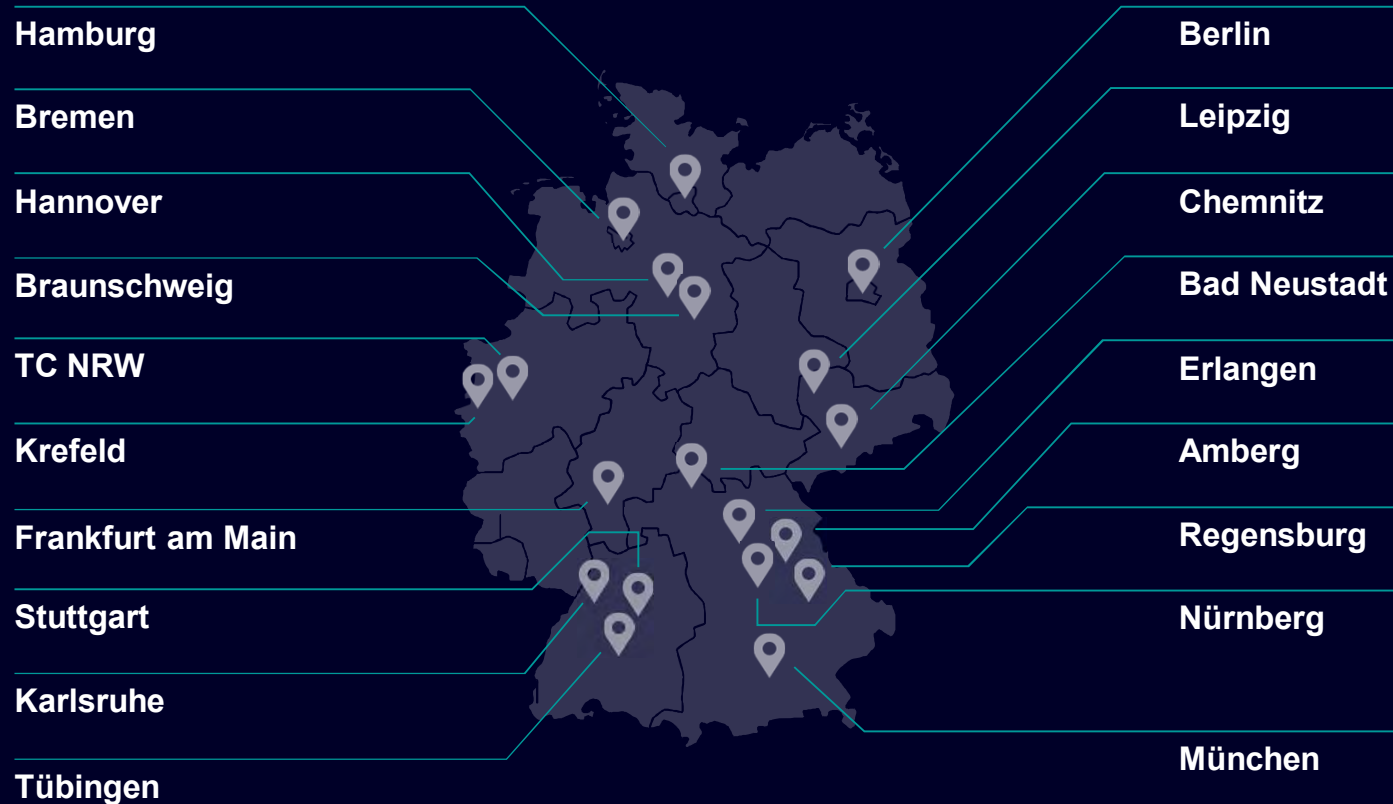 Hamburg
Bremen
Hannover
Braunschweig
TC NRW
Krefeld
Frankfurt am Main
Stuttgart
Karlsruhe
Tübingen
Berlin
Leipzig
Chemnitz
Bad Neustadt
Erlangen
Amberg
Regensburg
Nürnberg
München